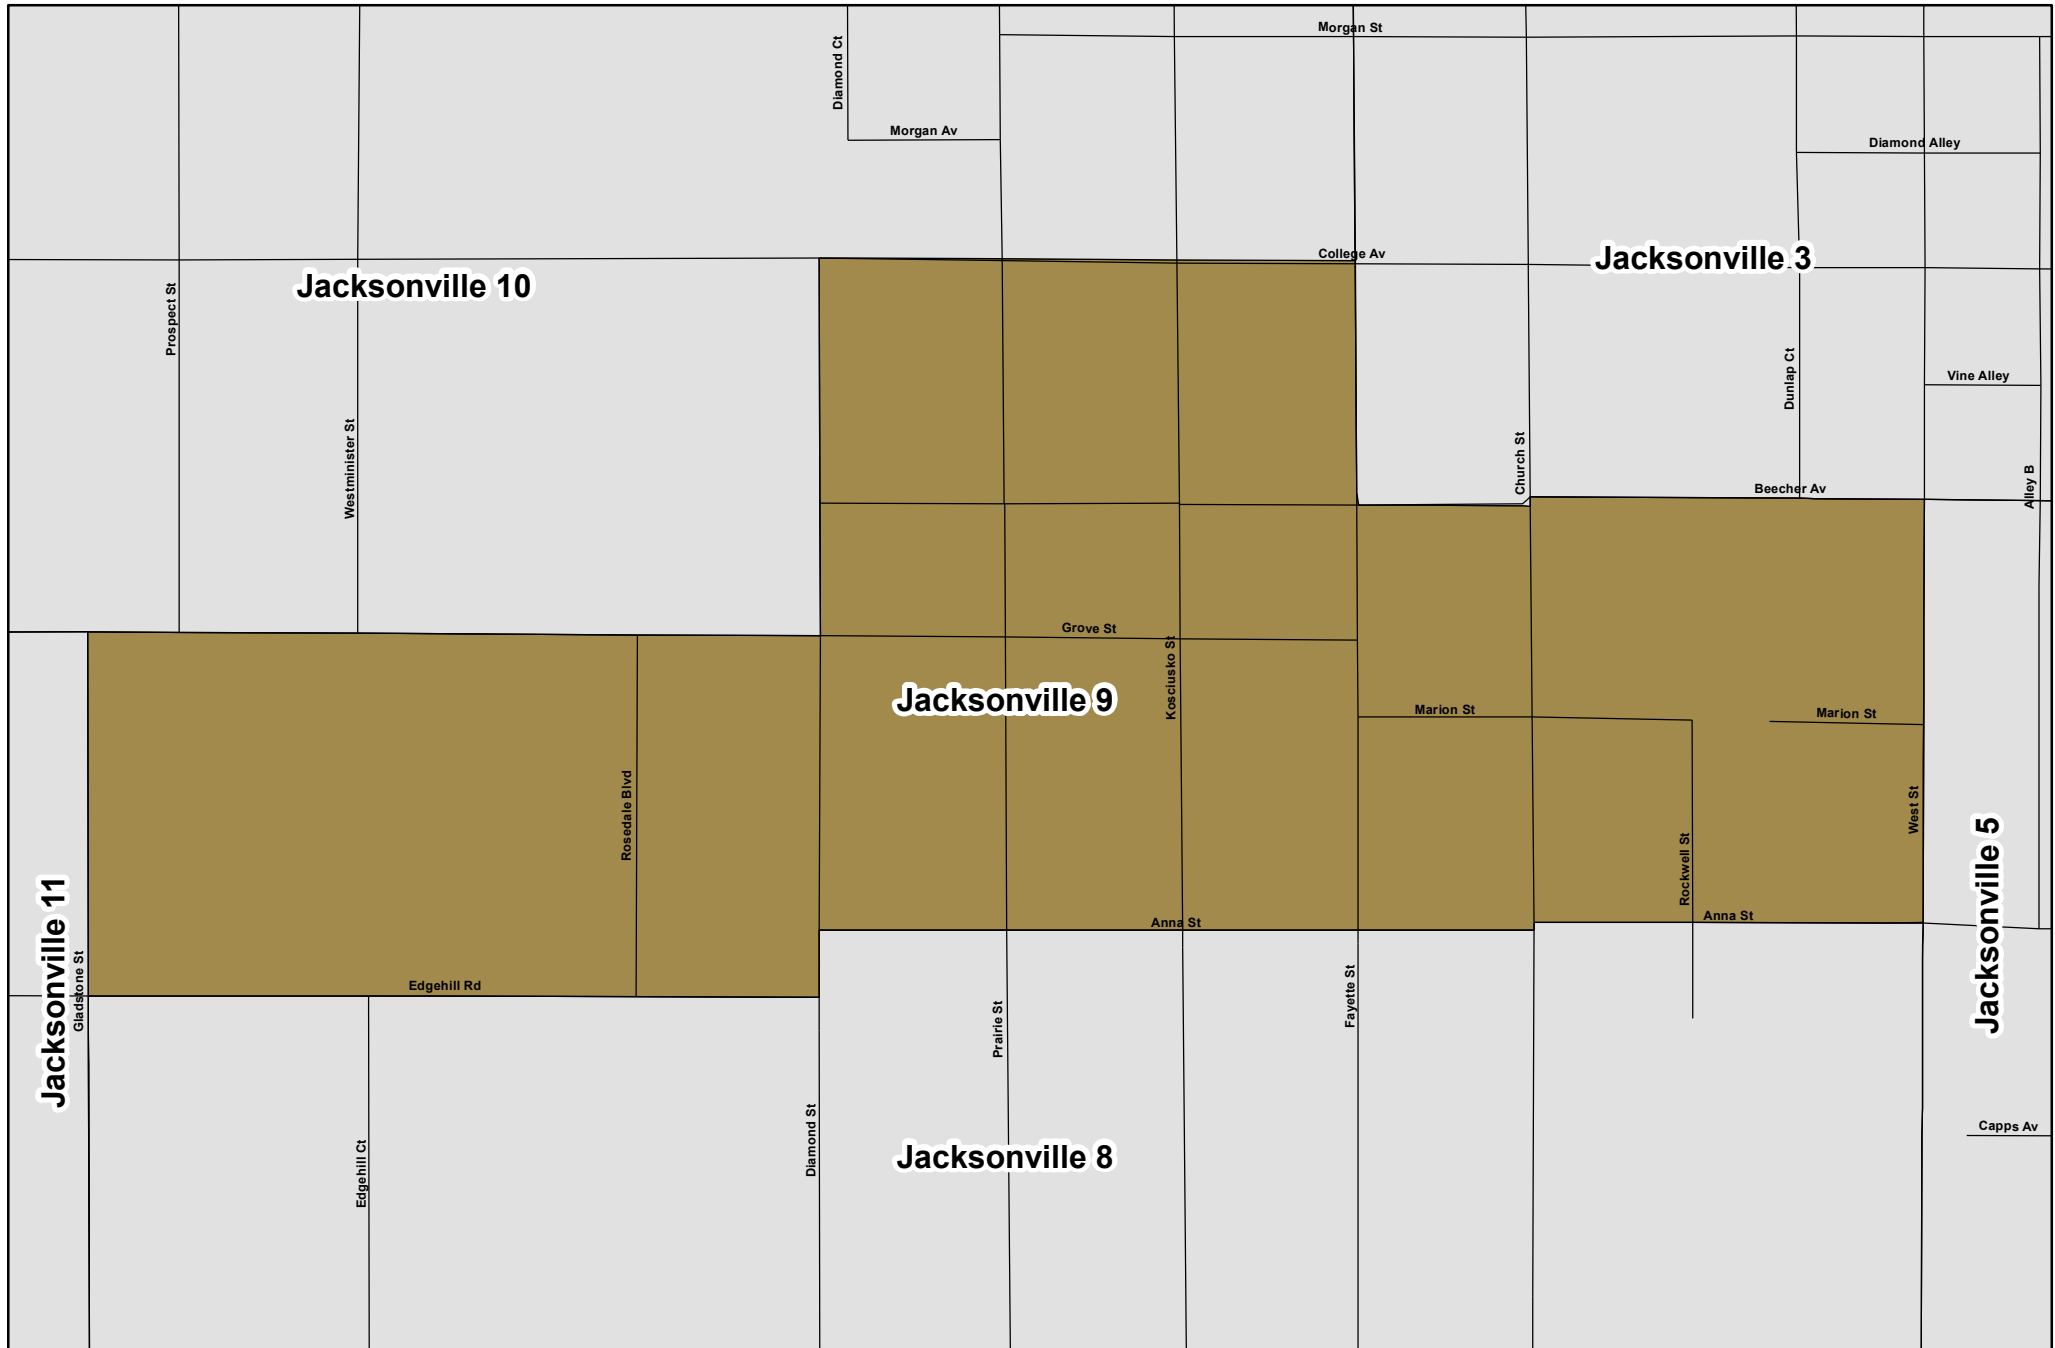 Morgan St
Diamond Ct
Morgan Av
Diamond Alley
College Av
Jacksonville 3
Jacksonville 10
Prospect St
Dunlap Ct
Vine Alley
Westminister St
Church St
Beecher Av
Alley B
Grove St
Kosciusko St
Jacksonville 9
Marion St
Marion St
Rosedale Blvd
West St
Rockwell St
Jacksonville 5
Anna St
Anna St
Jacksonville 11
Gladstone St
Edgehill Rd
Prairie St
Fayette St
Diamond St
Edgehill Ct
Jacksonville 8
Capps Av